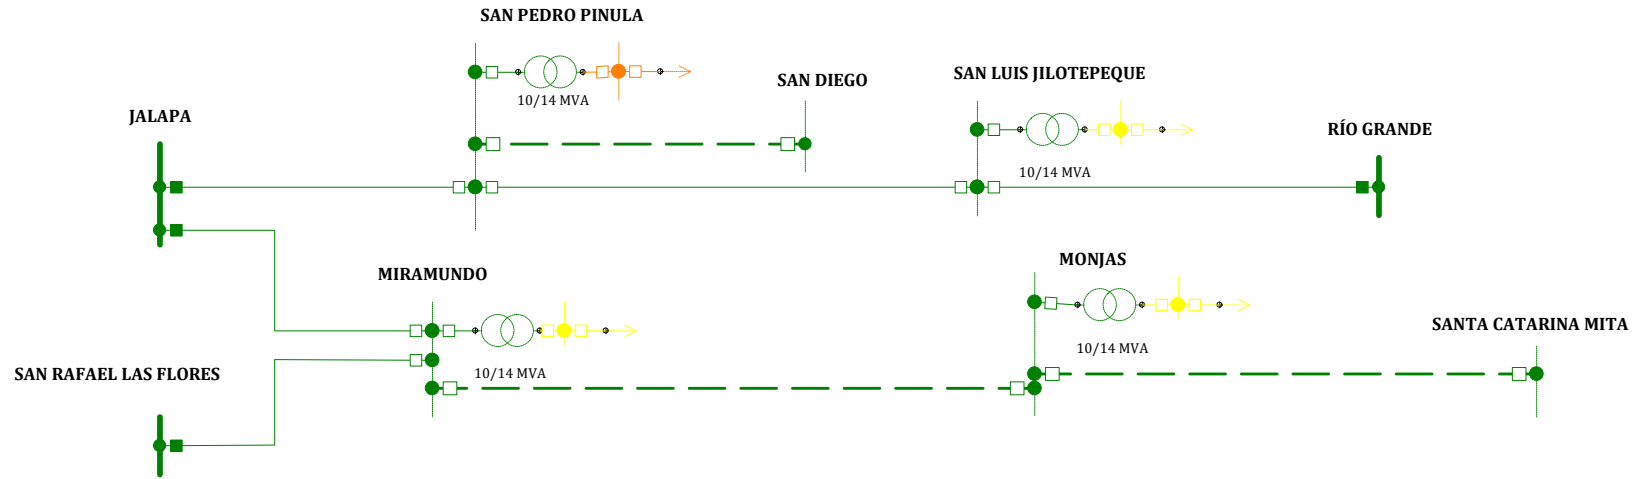 SAN PEDRO PINULA
SAN DIEGO
SAN LUIS JILOTEPEQUE
10/14 MVA
JALAPA
RÍO GRANDE
10/14 MVA
MIRAMUNDO
MONJAS
SANTA CATARINA MITA
10/14 MVA
SAN RAFAEL LAS FLORES
10/14 MVA